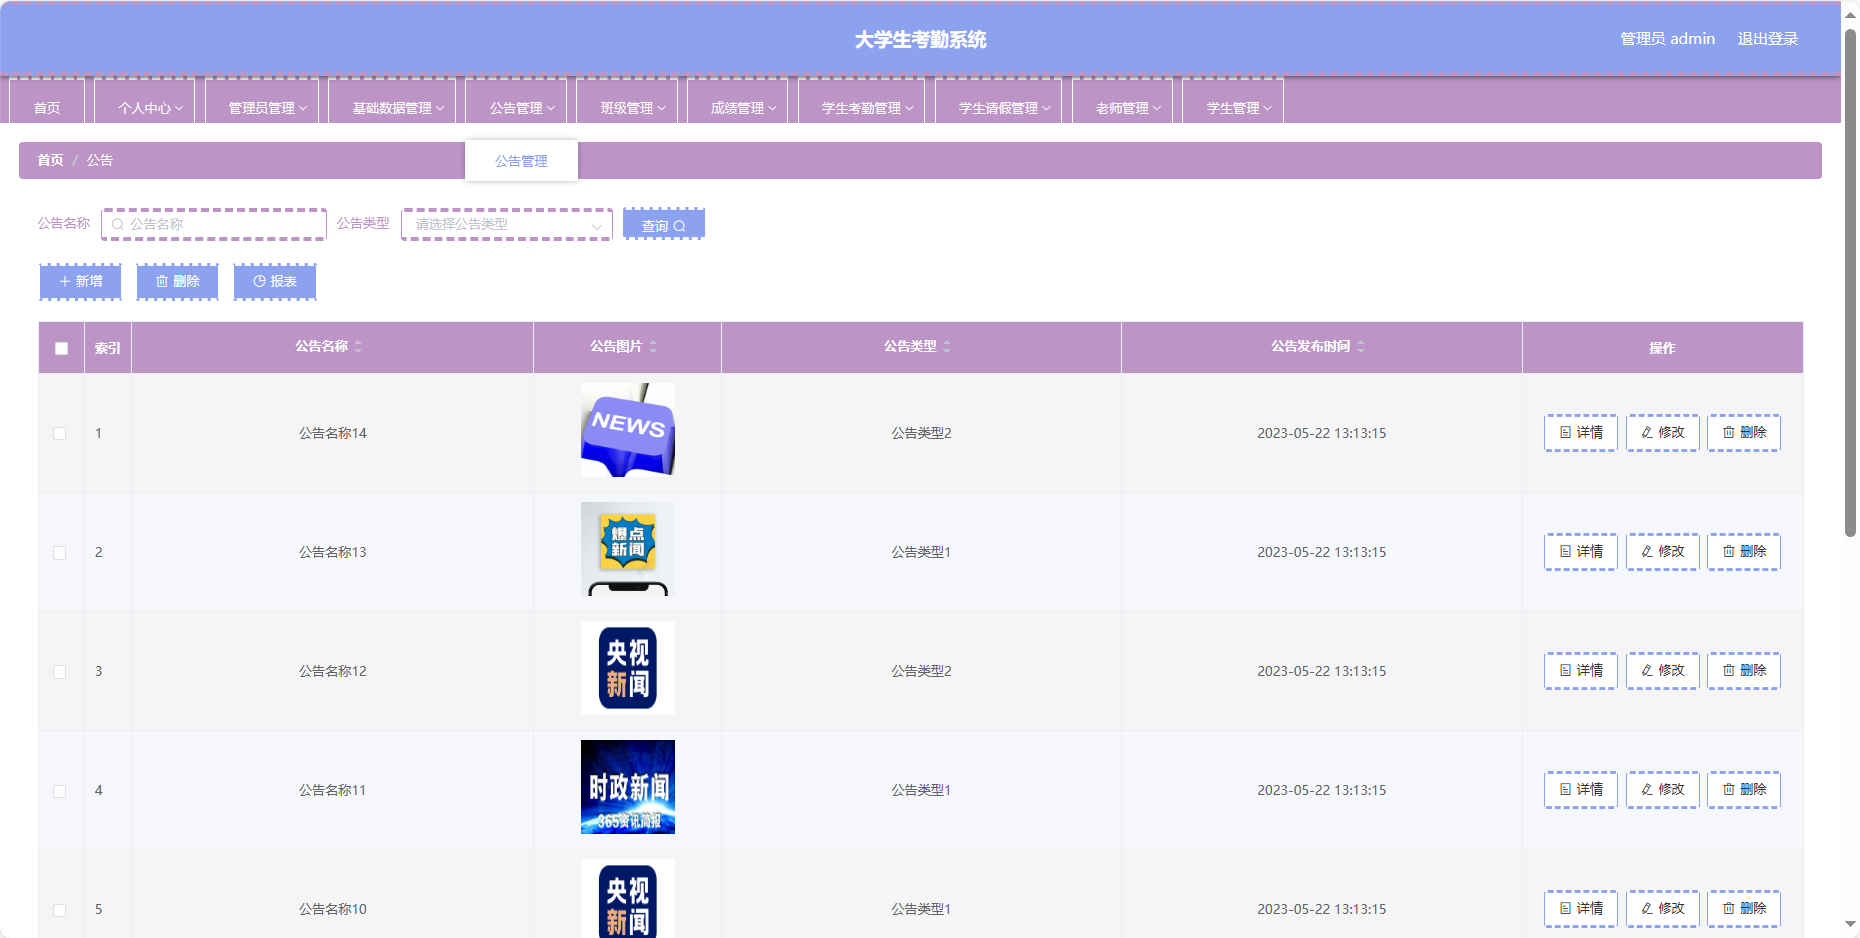 大学生考勤系统
管理员 admin 退出登录
首页 个人中心 管理员管理 基础数据管理 公告管理 班级管理 成绩管理 学生考勤管理 学生请假管理 老师管理 学生管理
首页 / 公告 公告管理
公告名称 公告名称 公告类型 请选择公告类型 查询
新增 删除 报表
索引 公告名称 公告图片 公告类型 公告发布时间 操作
NEWS
1 公告名称14 公告类型2 2023-05-22 13:13:15 详情 修改 删除
爆点
新闻
2 公告名称13 公告类型1 2023-05-22 13:13:15 详情 修改 删除
央视
新闻
3 公告名称12 公告类型2 2023-05-22 13:13:15 详情 修改 删除
时政新闻
365资讯简报
4 公告名称11 公告类型1 2023-05-22 13:13:15 详情 修改 删除
央视
新闻
5 公告名称10 公告类型1 2023-05-22 13:13:15 详情 修改 删除